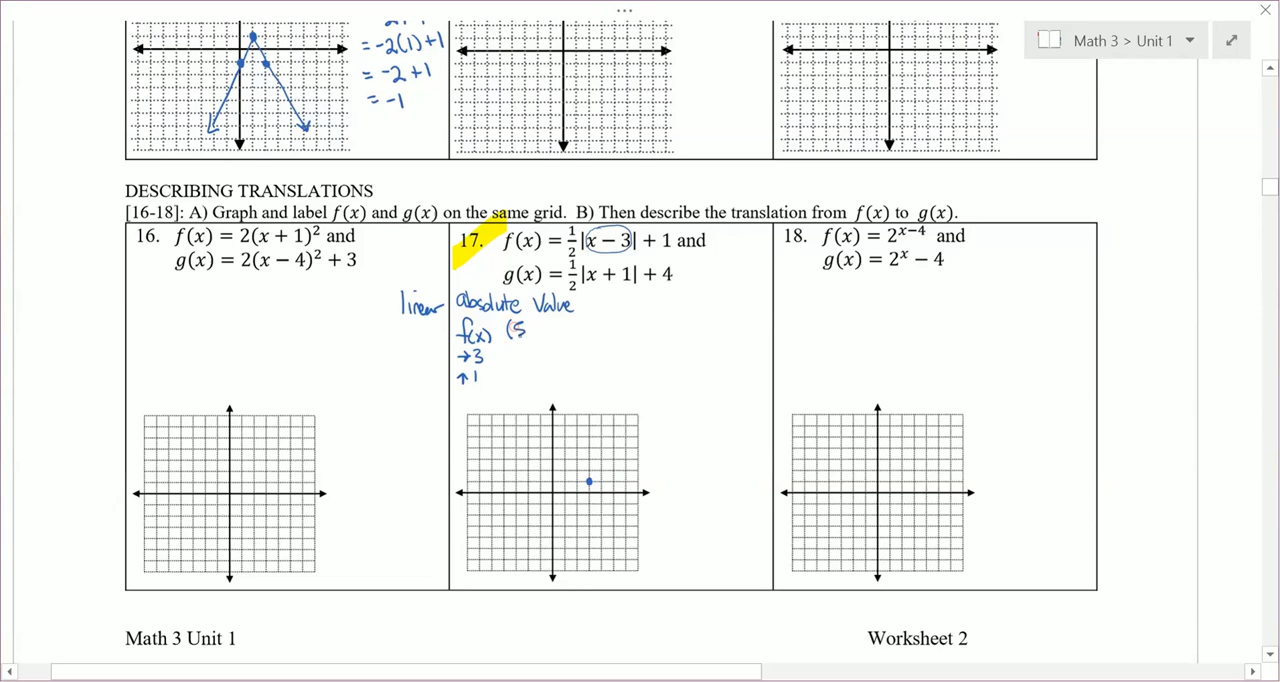 Math 3 > Unit 1
= -2(1)+1
= -2+1
= -1
DESCRIBING TRANSLATIONS
[16-18]: A) Graph and label f(x) and g(x) on the same grid. B) Then describe the translation from f(x) to g(x).
16. f(x) = 2(x + 1)² and
g(x) = 2(x − 4)² + 3
17. f(x) = ½|x − 3| + 1 and
g(x) = ½|x + 1| + 4
linear absolute value
f(x) (5
→3
↑1
18. f(x) = 2ˣ⁻⁴ and
g(x) = 2ˣ − 4
Math 3 Unit 1 Worksheet 2